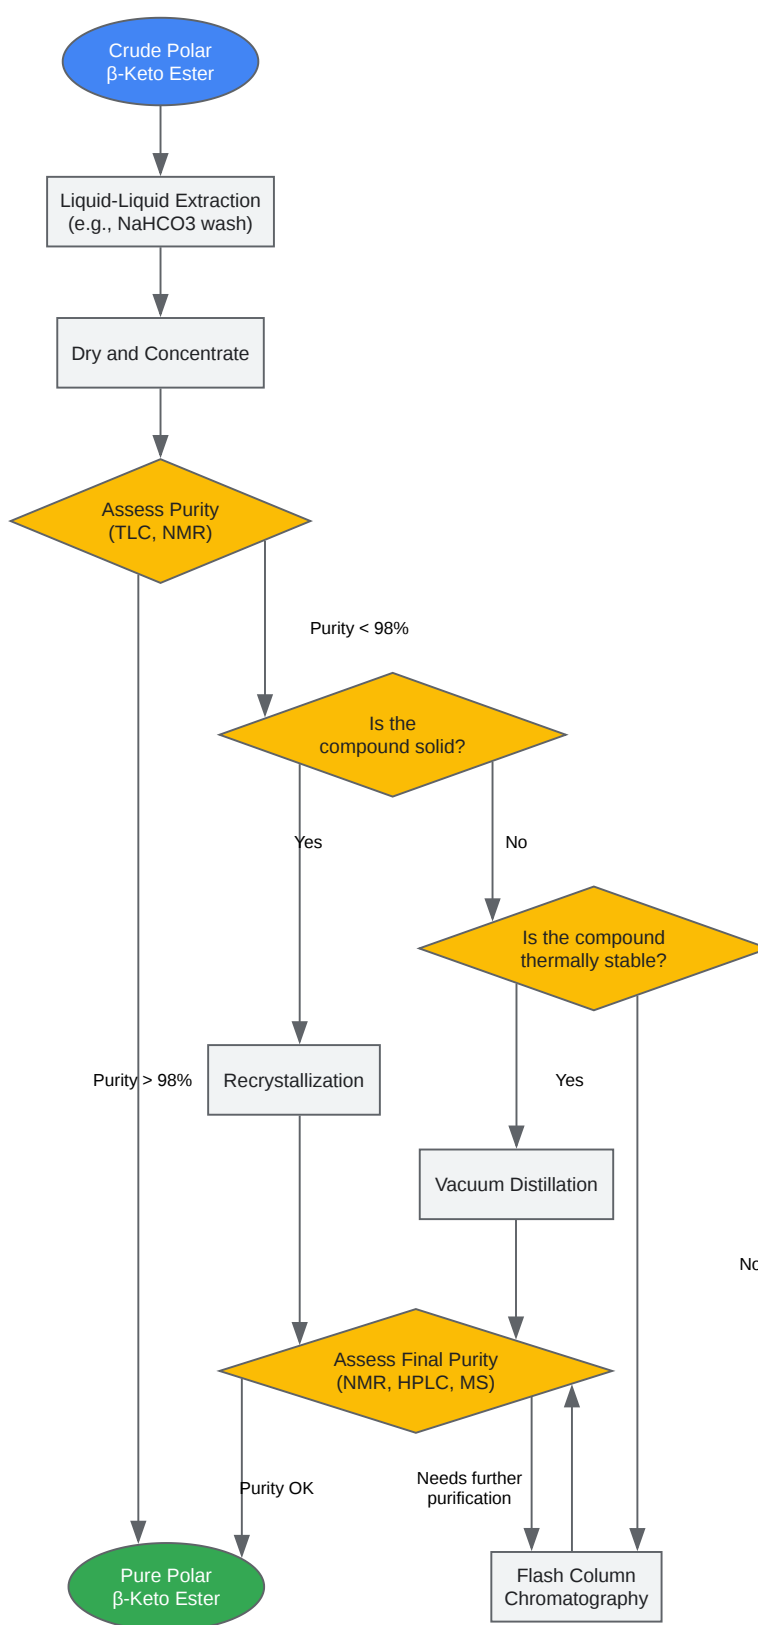 Crude Polar
β-Keto Ester
Liquid-Liquid Extraction
(e.g., NaHCO3 wash)
Dry and Concentrate
Assess Purity
(TLC, NMR)
Purity < 98%
Is the
compound solid?
Yes
No
Is the compound
thermally stable?
Purity > 98%
Recrystallization
Yes
Vacuum Distillation
No
Assess Final Purity
(NMR, HPLC, MS)
Purity OK
Needs further
purification
Pure Polar
β-Keto Ester
Flash Column
Chromatography